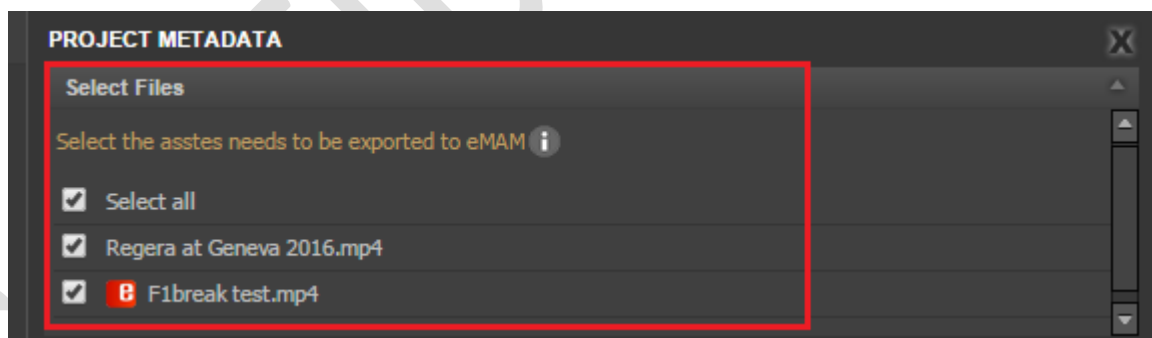 PROJECT METADATA
X
Select Files
Select the asstes needs to be exported to eMAM i
Select all
Regera at Geneva 2016.mp4
e F1break test.mp4